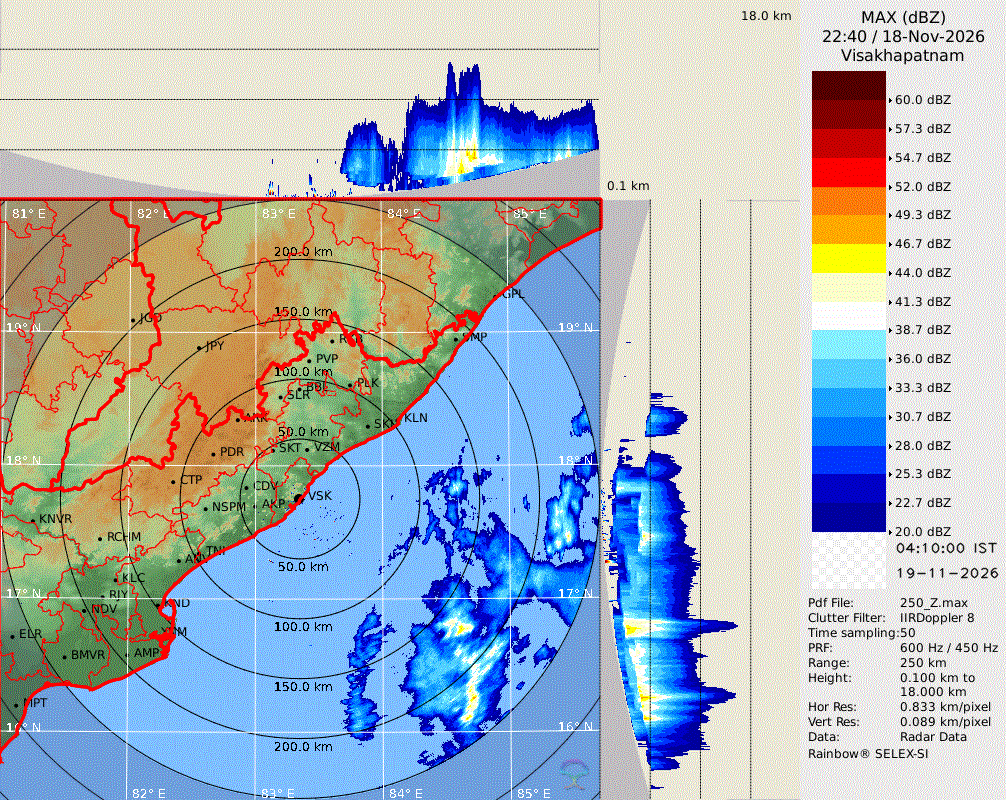 18.0 km
0.1 km
MAX (dBZ)
22:40 / 18-Nov-2026
Visakhapatnam
60.0 dBZ
57.3 dBZ
54.7 dBZ
52.0 dBZ
49.3 dBZ
46.7 dBZ
44.0 dBZ
41.3 dBZ
38.7 dBZ
36.0 dBZ
33.3 dBZ
30.7 dBZ
28.0 dBZ
25.3 dBZ
22.7 dBZ
20.0 dBZ
04:10:00 IST
19-11-2026
Pdf File: 250_Z.max
Clutter Filter: IIRDoppler 8
Time sampling:50
PRF: 600 Hz / 450 Hz
Range: 250 km
Height: 0.100 km to
18.000 km
Hor Res: 0.833 km/pixel
Vert Res: 0.089 km/pixel
Data: Radar Data
Rainbow® SELEX-SI
81° E
82° E
83° E
84° E
85° E
200.0 km
GPL
150.0 km
JGD
19° N
19° N
JPY
PVP
100.0 km
PLK
SLR
KLN
50.0 km
PDR
SKT
VZM
18° N
18° N
CTP
CDV
VSK
NSPM
AKP
KNVR
RCHM
50.0 km
KLC
RJY
17° N
17° N
NDV
100.0 km
ELR
BMVR
AMP
150.0 km
16° N
16° N
200.0 km
82° E
83° E
84° E
85° E